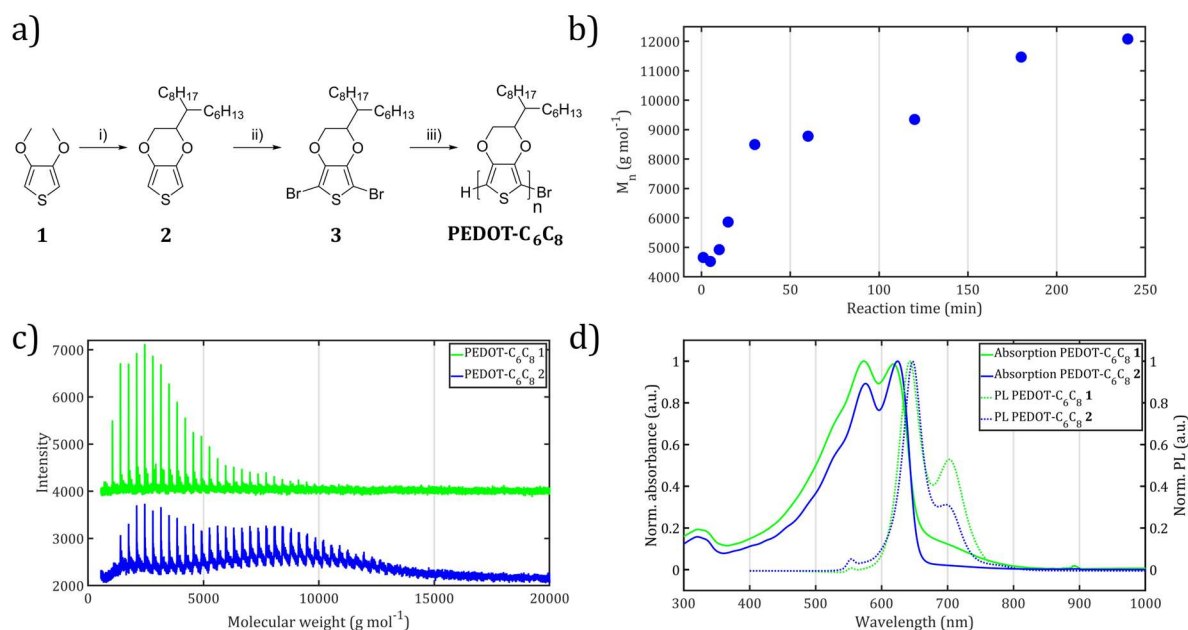 a)
C₈H₁₇
C₆H₁₃
O
O
S
1
i)
C₈H₁₇
C₆H₁₃
O
O
S
2
ii)
C₈H₁₇
C₆H₁₃
O
O
Br
S
Br
3
iii)
H
O
O
S
Br
n
PEDOT-C₆C₈
b)
12000
11000
10000
9000
8000
7000
6000
5000
4000
Mₙ (g mol⁻¹)
0
50
100
150
200
250
Reaction time (min)
c)
7000
6000
5000
4000
3000
2000
Intensity
PEDOT-C₆C₈ 1
PEDOT-C₆C₈ 2
0
5000
10000
15000
20000
Molecular weight (g mol⁻¹)
d)
1
0.8
0.6
0.4
0.2
0
Norm. absorbance (a.u.)
Absorption PEDOT-C₆C₈ 1
Absorption PEDOT-C₆C₈ 2
PL PEDOT-C₆C₈ 1
PL PEDOT-C₆C₈ 2
1
0.8
0.6
0.4
0.2
0
Norm. PL (a.u.)
300
400
500
600
700
800
900
1000
Wavelength (nm)